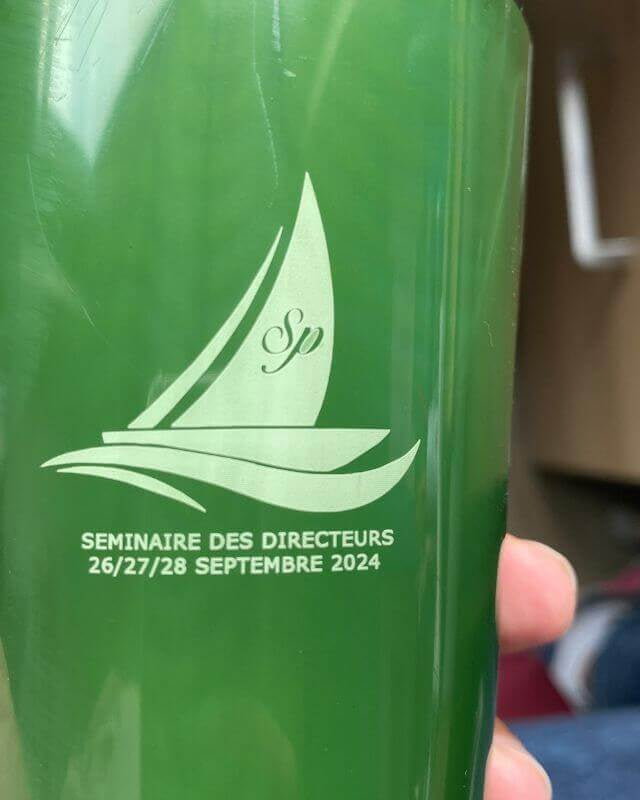 Sp
SEMINAIRE DES DIRECTEURS
26/27/28 SEPTEMBRE 2024